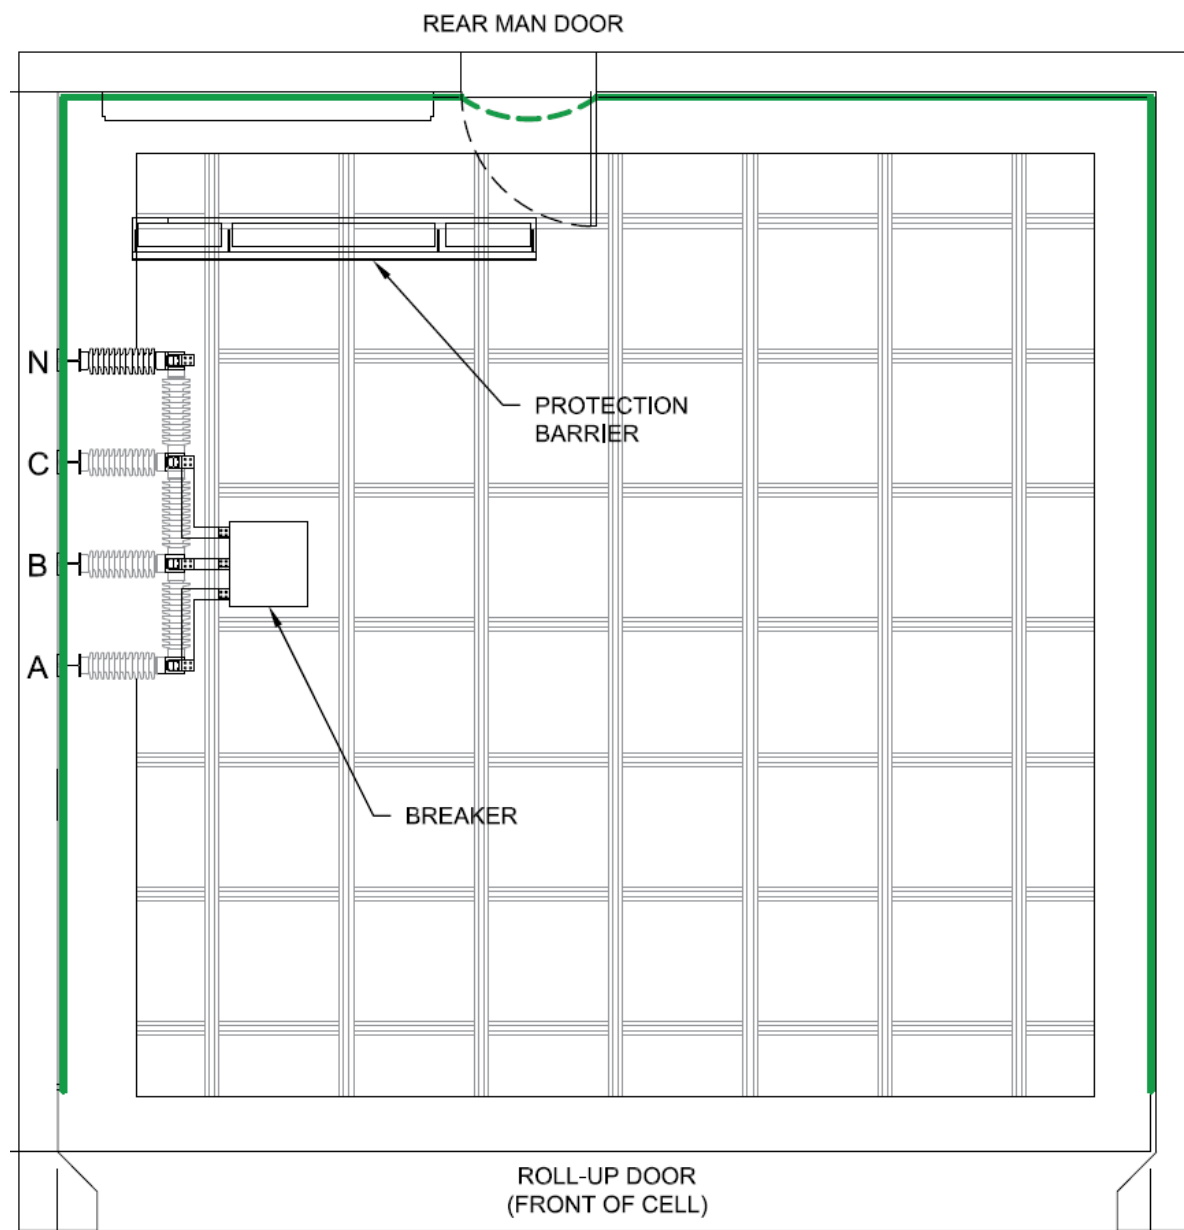 REAR MAN DOOR
N
PROTECTION
BARRIER
C
B
A
BREAKER
ROLL-UP DOOR
(FRONT OF CELL)